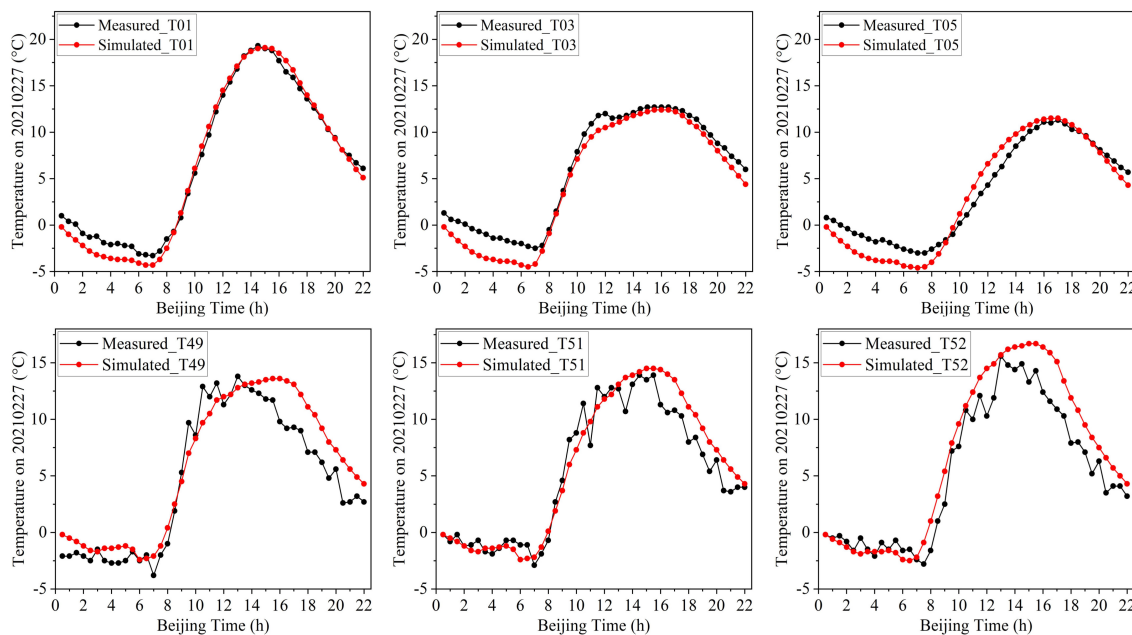 Measured_T01
Simulated_T01
Temperature on 20210227 (°C)
20
15
10
5
0
-5
0 2 4 6 8 10 12 14 16 18 20 22
Beijing Time (h)
Measured_T03
Simulated_T03
Temperature on 20210227 (°C)
20
15
10
5
0
-5
0 2 4 6 8 10 12 14 16 18 20 22
Beijing Time (h)
Measured_T05
Simulated_T05
Temperature on 20210227 (°C)
20
15
10
5
0
-5
0 2 4 6 8 10 12 14 16 18 20 22
Beijing Time (h)
Measured_T49
Simulated_T49
Temperature on 20210227 (°C)
15
10
5
0
-5
0 2 4 6 8 10 12 14 16 18 20 22
Beijing Time (h)
Measured_T51
Simulated_T51
Temperature on 20210227 (°C)
15
10
5
0
-5
0 2 4 6 8 10 12 14 16 18 20 22
Beijing Time (h)
Measured_T52
Simulated_T52
Temperature on 20210227 (°C)
15
10
5
0
-5
0 2 4 6 8 10 12 14 16 18 20 22
Beijing Time (h)